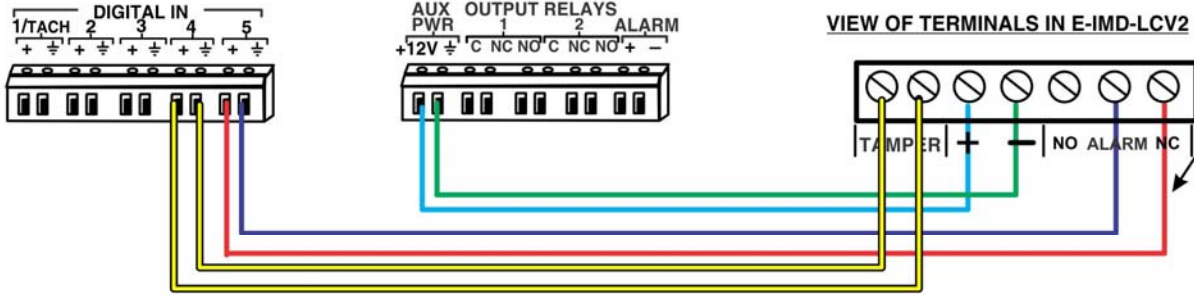 DIGITAL IN
1/TACH 2 3 4 5
+ ⏚ + ⏚ + ⏚ + ⏚ + ⏚
AUX PWR
+12V ⏚
OUTPUT RELAYS
1 2
C NC NO C NC NO
ALARM
+ –
VIEW OF TERMINALS IN E-IMD-LCV2
TAMPER + – NO ALARM NC